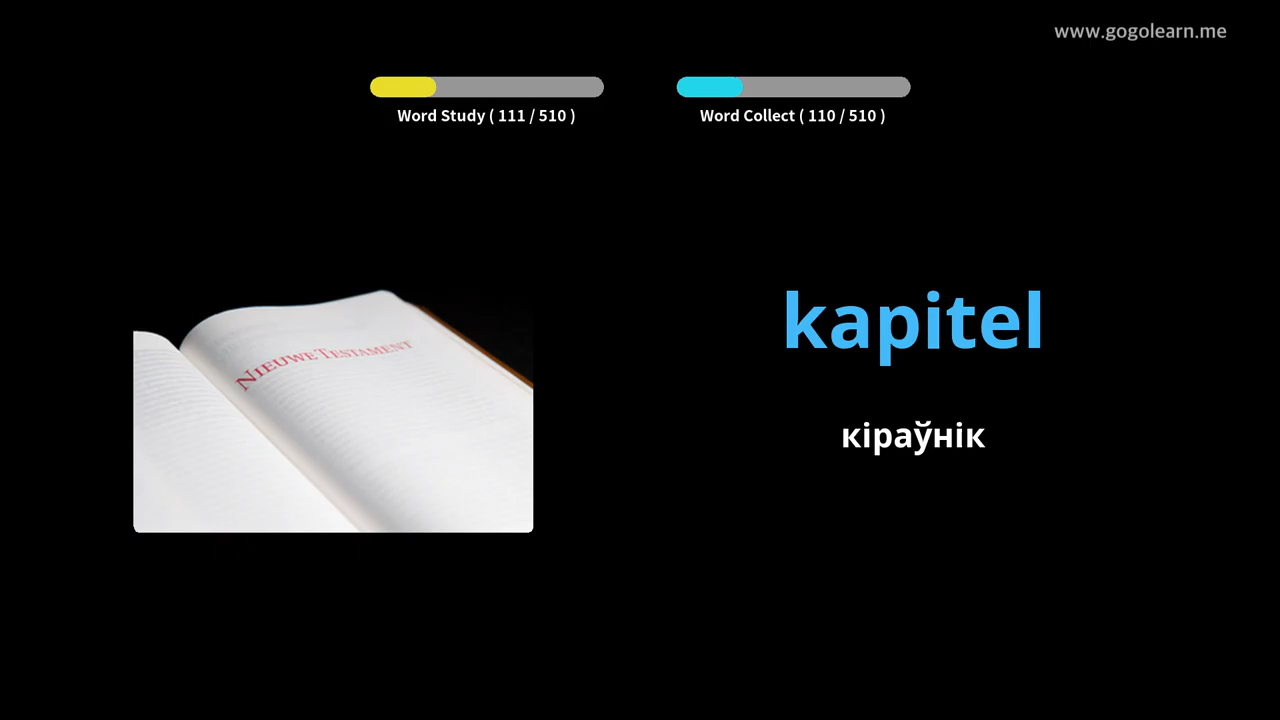 www.gogolearn.me
Word Study ( 111 / 510 )
Word Collect ( 110 / 510 )
NIEUWE TESTAMENT
kapitel
кіраўнік